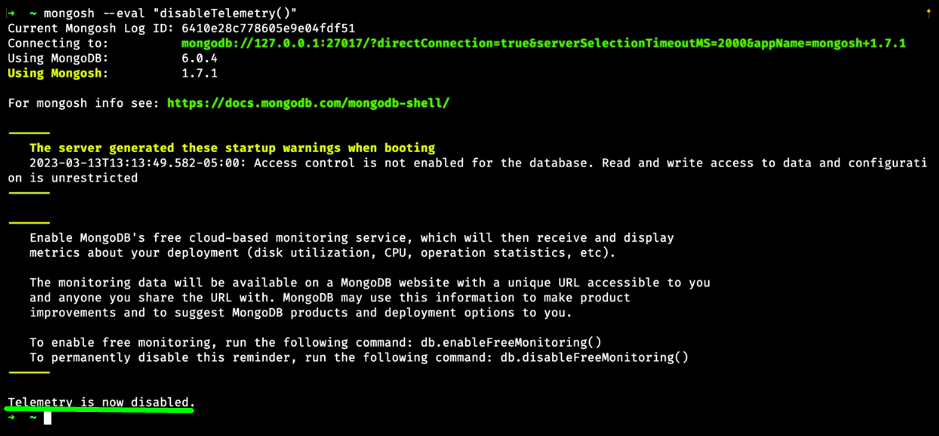 → ~ mongosh --eval "disableTelemetry()"
Current Mongosh Log ID: 6410e28c778605e9e04fdf51
Connecting to: mongodb://127.0.0.1:27017/?directConnection=true&serverSelectionTimeoutMS=2000&appName=mongosh+1.7.1
Using MongoDB: 6.0.4
Using Mongosh: 1.7.1
For mongosh info see: https://docs.mongodb.com/mongodb-shell/
------
The server generated these startup warnings when booting
2023-03-13T13:13:49.582-05:00: Access control is not enabled for the database. Read and write access to data and configurati
on is unrestricted
------
------
Enable MongoDB's free cloud-based monitoring service, which will then receive and display
metrics about your deployment (disk utilization, CPU, operation statistics, etc).
The monitoring data will be available on a MongoDB website with a unique URL accessible to you
and anyone you share the URL with. MongoDB may use this information to make product
improvements and to suggest MongoDB products and deployment options to you.
To enable free monitoring, run the following command: db.enableFreeMonitoring()
To permanently disable this reminder, run the following command: db.disableFreeMonitoring()
------
Telemetry is now disabled.
→ ~